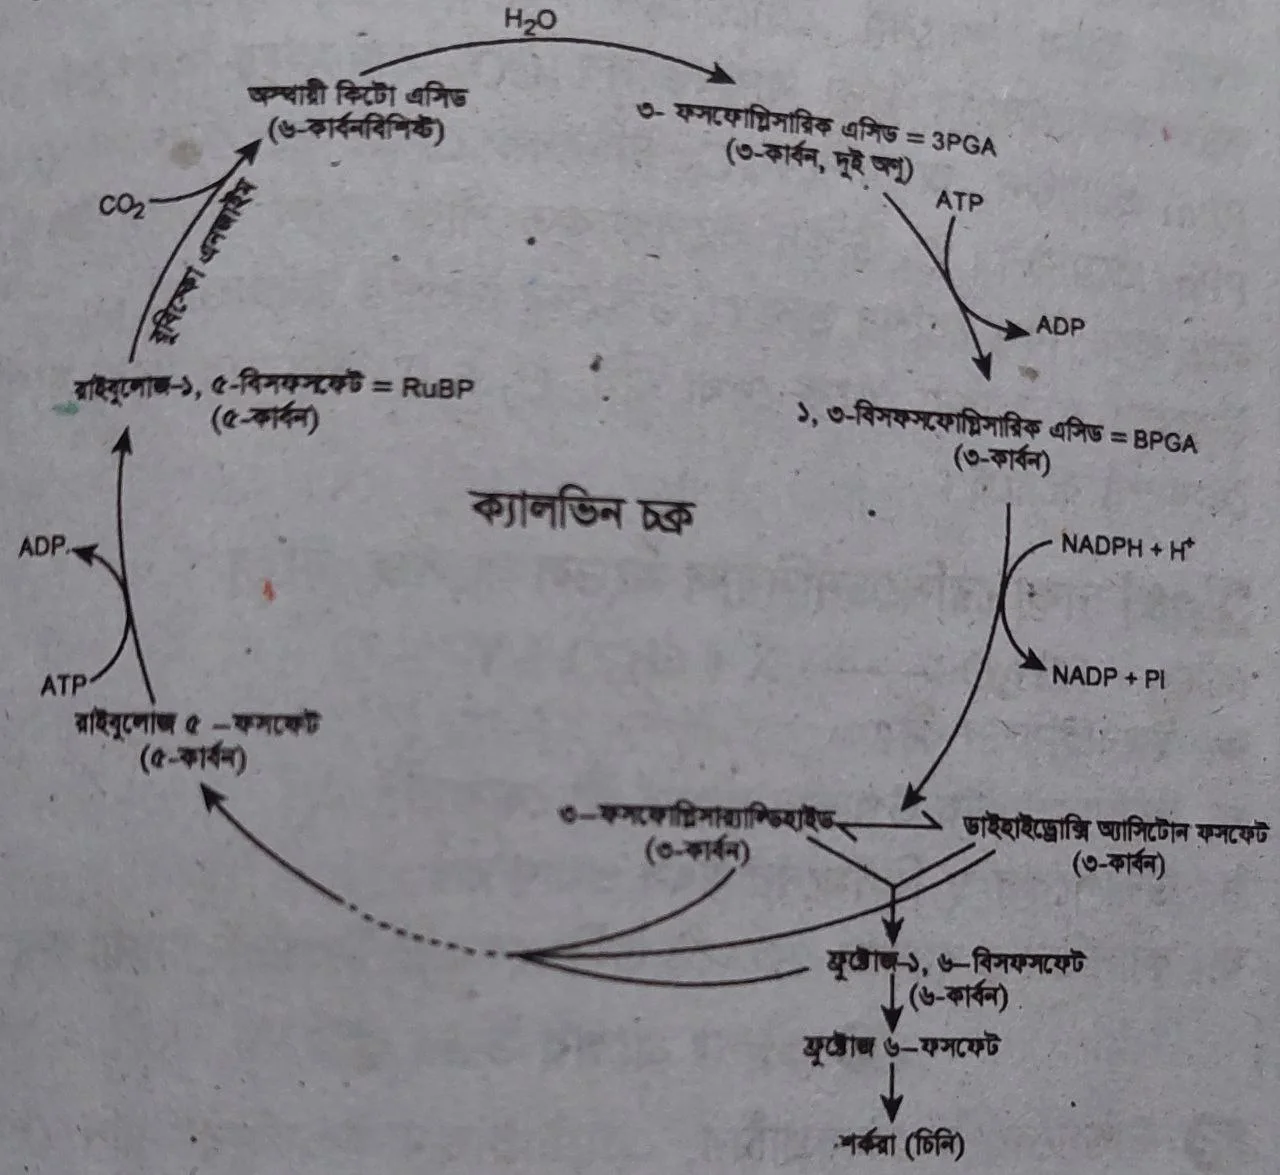 H₂O
অস্থায়ী কিটো এসিড
(৬-কার্বনবিশিষ্ট)
৩- ফসফোগ্লিসারিক এসিড = 3PGA
(৩-কার্বন, দুই অণু)
CO₂
রুবিস্কো এনজাইম
ATP
ADP
রাইবুলোজ-১, ৫-বিসফসফেট = RuBP
(৫-কার্বন)
১, ৩-বিসফসফোগ্লিসারিক এসিড = BPGA
(৩-কার্বন)
ক্যালভিন চক্র
ADP
NADPH + H⁺
ATP
NADP + PI
রাইবুলোজ ৫ –ফসফেট
(৫-কার্বন)
৩–ফসফোগ্লিসার‍্যাল্ডিহাইড
(৩-কার্বন)
ডাইহাইড্রোক্সি অ্যাসিটোন ফসফেট
(৩-কার্বন)
ফ্রুক্টোজ-১, ৬–বিসফসফেট
(৬-কার্বন)
ফ্রুক্টোজ ৬–ফসফেট
শর্করা (চিনি)